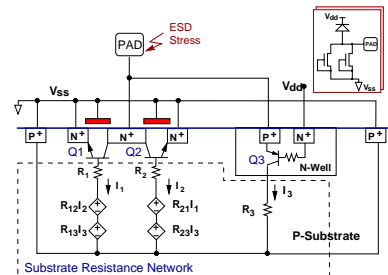 ESD
Stress
PAD
Vdd
PAD
Vss
Vss
Vdd
P+
N+
N+
N+
P+
N+
P+
Q1
Q2
Q3
N-Well
R1
I1
R2
I2
I3
R12I2
R21I1
R3
R13I3
R23I3
P-Substrate
Substrate Resistance Network